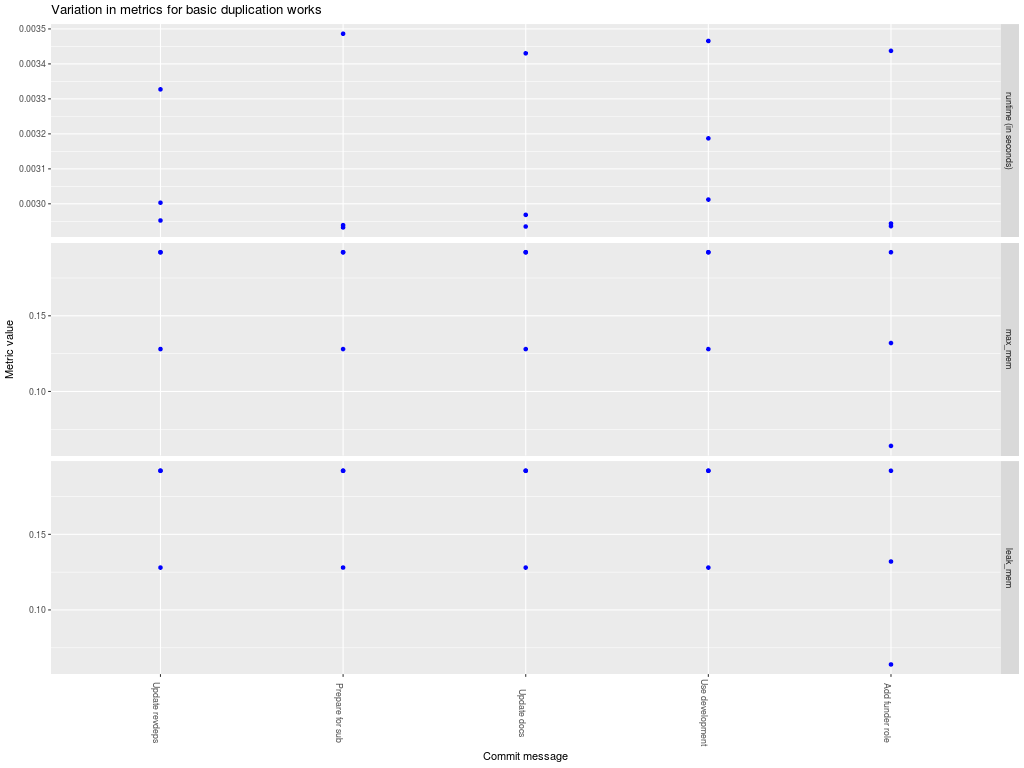 Variation in metrics for basic duplication works
0.0035
0.0034
0.0033
0.0032
0.0031
0.0030
runtime (in seconds)
0.15
0.10
max_mem
0.15
0.10
leak_mem
Metric value
Update revdeps
Prepare for sub
Update docs
Use development
Add funder role
Commit message